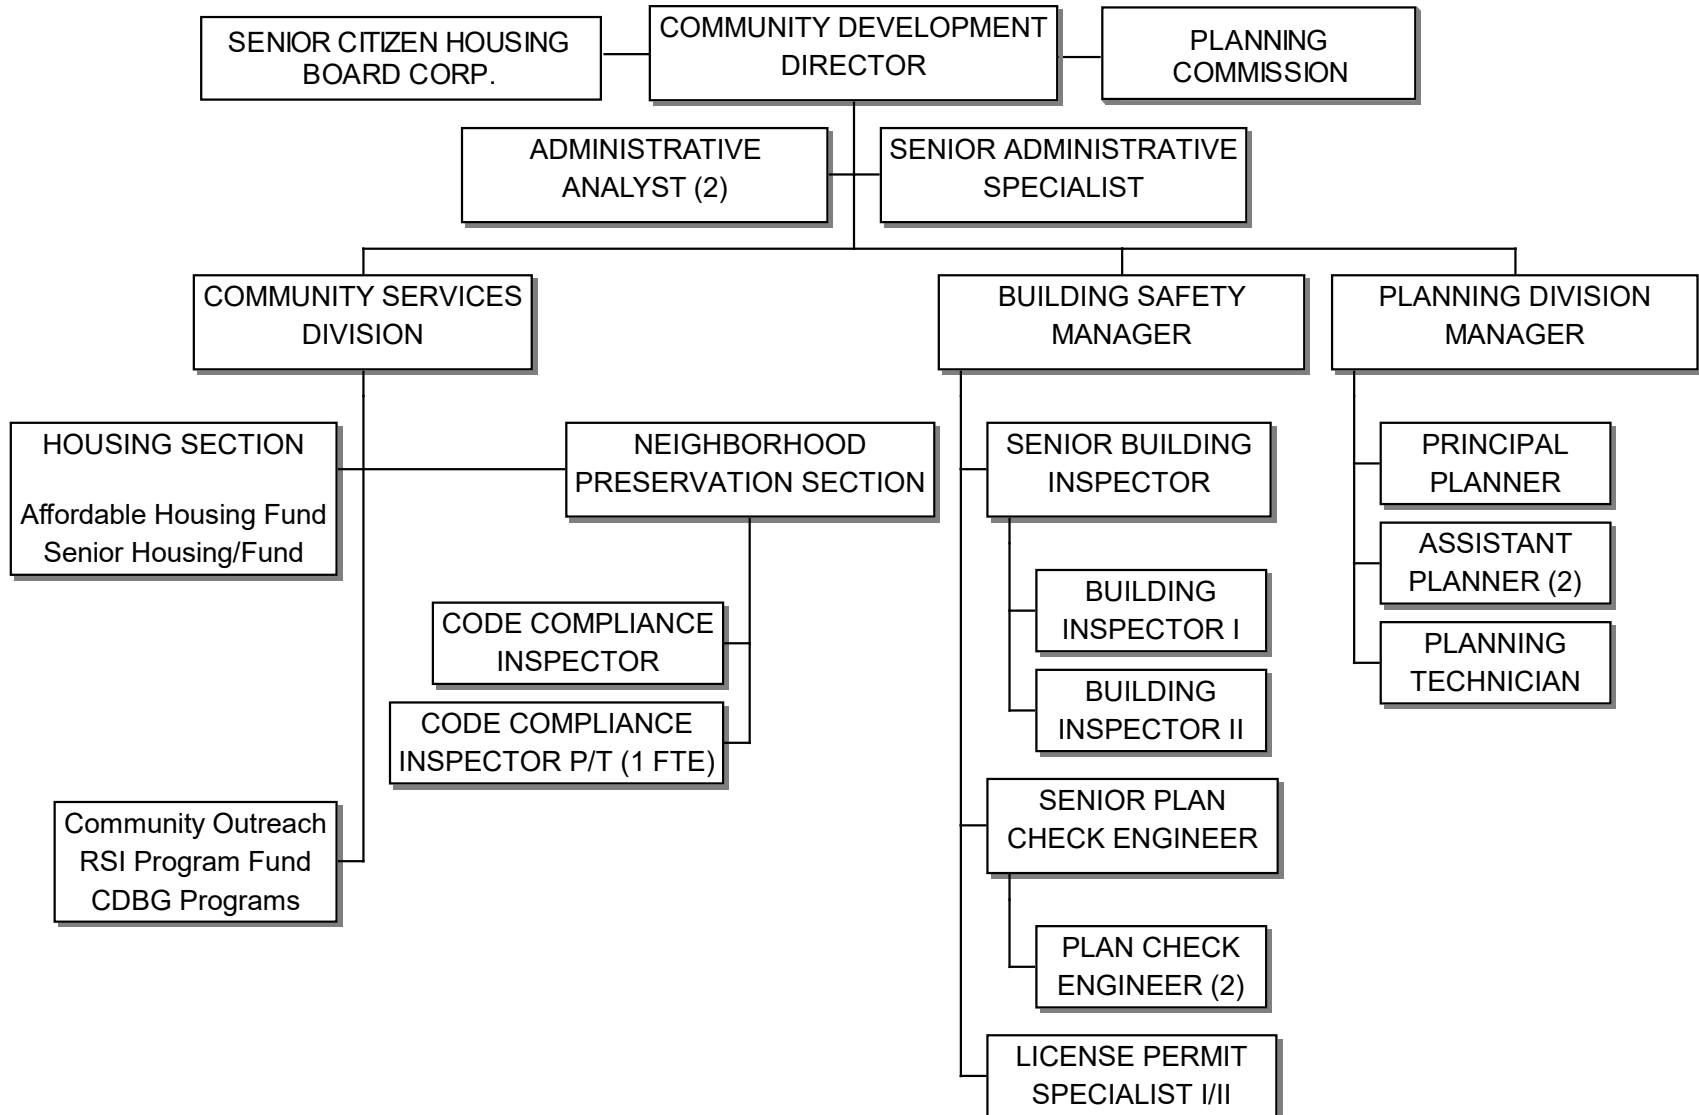 SENIOR CITIZEN HOUSING
BOARD CORP.
COMMUNITY DEVELOPMENT
DIRECTOR
PLANNING
COMMISSION
ADMINISTRATIVE
ANALYST (2)
SENIOR ADMINISTRATIVE
SPECIALIST
COMMUNITY SERVICES
DIVISION
BUILDING SAFETY
MANAGER
PLANNING DIVISION
MANAGER
HOUSING SECTION
Affordable Housing Fund
Senior Housing/Fund
NEIGHBORHOOD
PRESERVATION SECTION
CODE COMPLIANCE
INSPECTOR
CODE COMPLIANCE
INSPECTOR P/T (1 FTE)
Community Outreach
RSI Program Fund
CDBG Programs
SENIOR BUILDING
INSPECTOR
BUILDING
INSPECTOR I
BUILDING
INSPECTOR II
SENIOR PLAN
CHECK ENGINEER
PLAN CHECK
ENGINEER (2)
LICENSE PERMIT
SPECIALIST I/II
PRINCIPAL
PLANNER
ASSISTANT
PLANNER (2)
PLANNING
TECHNICIAN